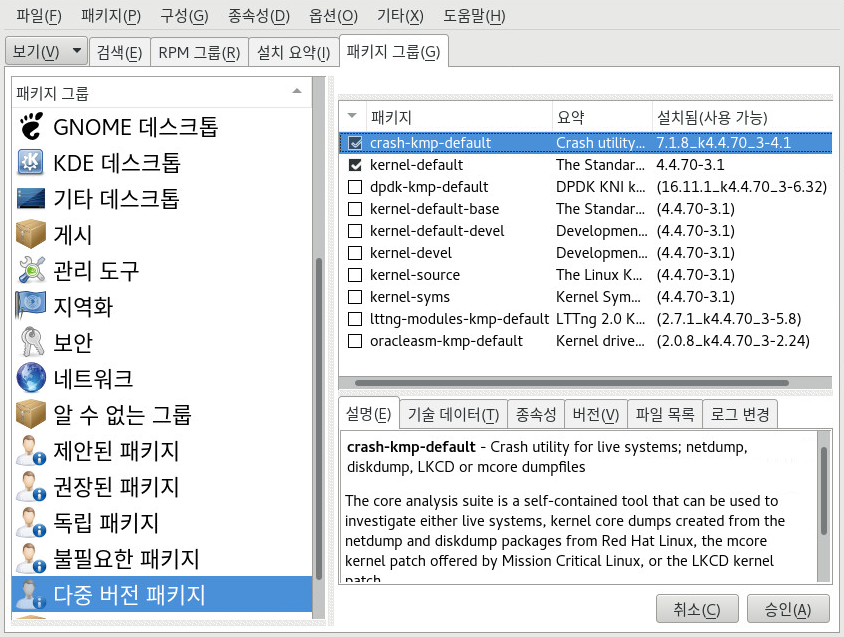 파일(F) 패키지(P) 구성(G) 종속성(D) 옵션(O) 기타(X) 도움말(H)
보기(V) 검색(E) RPM 그룹(R) 설치 요약(I) 패키지 그룹(G)
패키지 그룹
GNOME 데스크톱
KDE 데스크톱
기타 데스크톱
게시
관리 도구
지역화
보안
네트워크
알 수 없는 그룹
제안된 패키지
권장된 패키지
독립 패키지
불필요한 패키지
다중 버전 패키지
패키지 요약 설치됨(사용 가능)
crash-kmp-default Crash utility... 7.1.8_k4.4.70_3-4.1
kernel-default The Standar... 4.4.70-3.1
dpdk-kmp-default DPDK KNI k... (16.11.1_k4.4.70_3-6.32)
kernel-default-base The Standar... (4.4.70-3.1)
kernel-default-devel Developmen... (4.4.70-3.1)
kernel-devel Developmen... (4.4.70-3.1)
kernel-source The Linux K... (4.4.70-3.1)
kernel-syms Kernel Sym... (4.4.70-3.1)
lttng-modules-kmp-default LTTng 2.0 K... (2.7.1_k4.4.70_3-5.8)
oracleasm-kmp-default Kernel drive... (2.0.8_k4.4.70_3-2.24)
설명(E) 기술 데이터(T) 종속성 버전(V) 파일 목록 로그 변경
crash-kmp-default - Crash utility for live systems; netdump,
diskdump, LKCD or mcore dumpfiles
The core analysis suite is a self-contained tool that can be used to
investigate either live systems, kernel core dumps created from the
netdump and diskdump packages from Red Hat Linux, the mcore
kernel patch offered by Mission Critical Linux, or the LKCD kernel
patch.
취소(C) 승인(A)